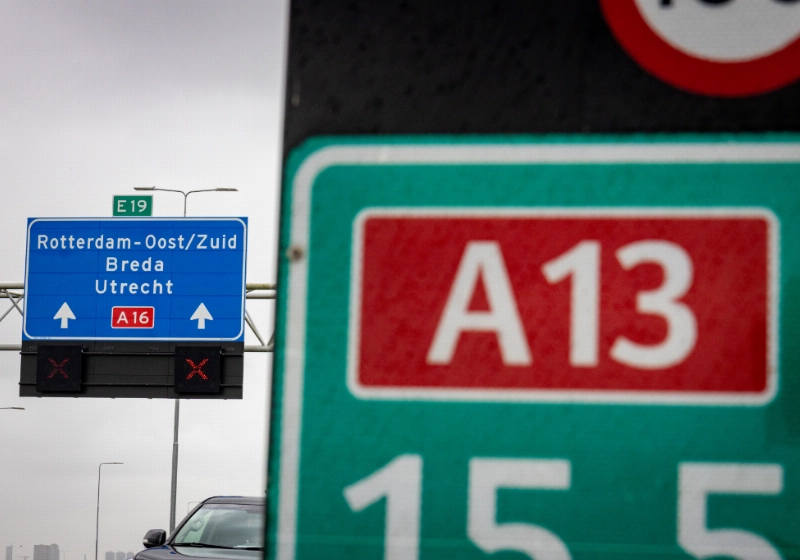 E19
Rotterdam-Oost/Zuid
Breda
Utrecht
A16
A13
15 5